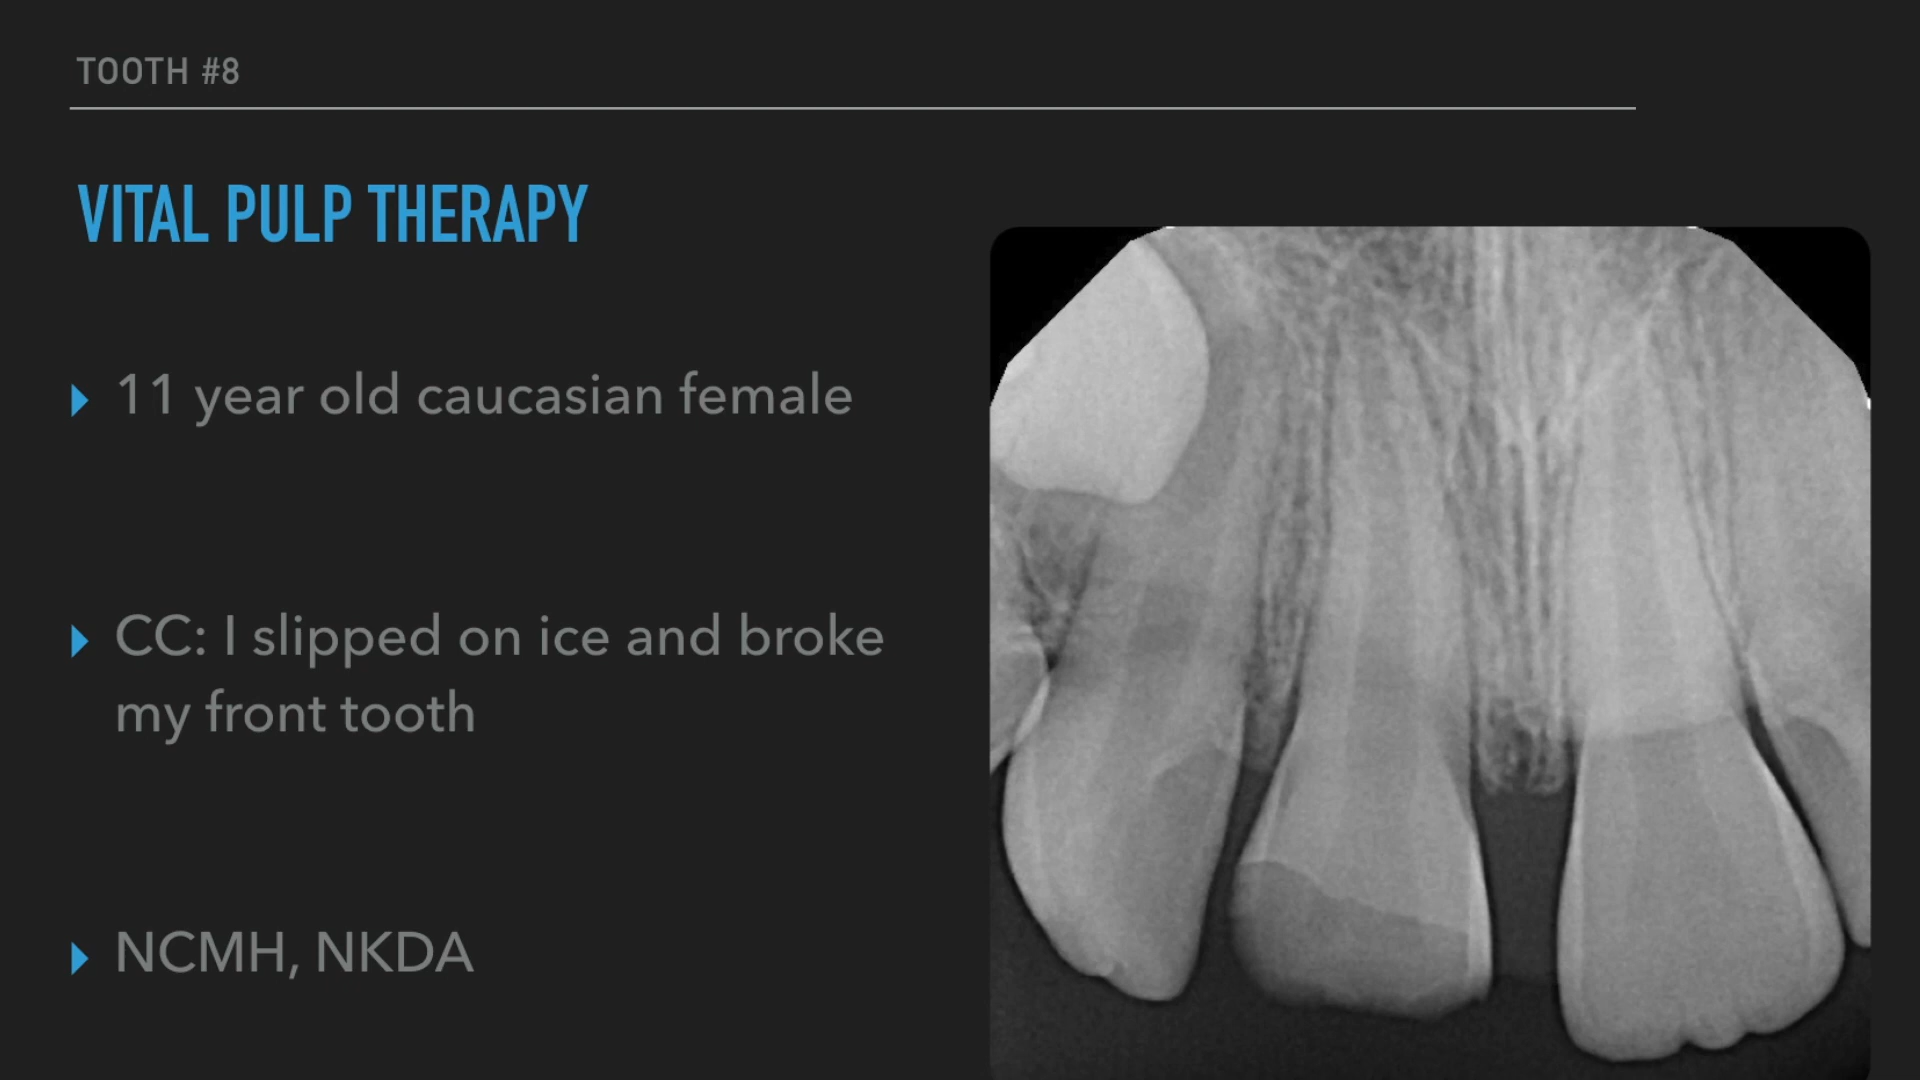 TOOTH #8
VITAL PULP THERAPY
11 year old caucasian female
CC: I slipped on ice and broke
my front tooth
NCMH, NKDA